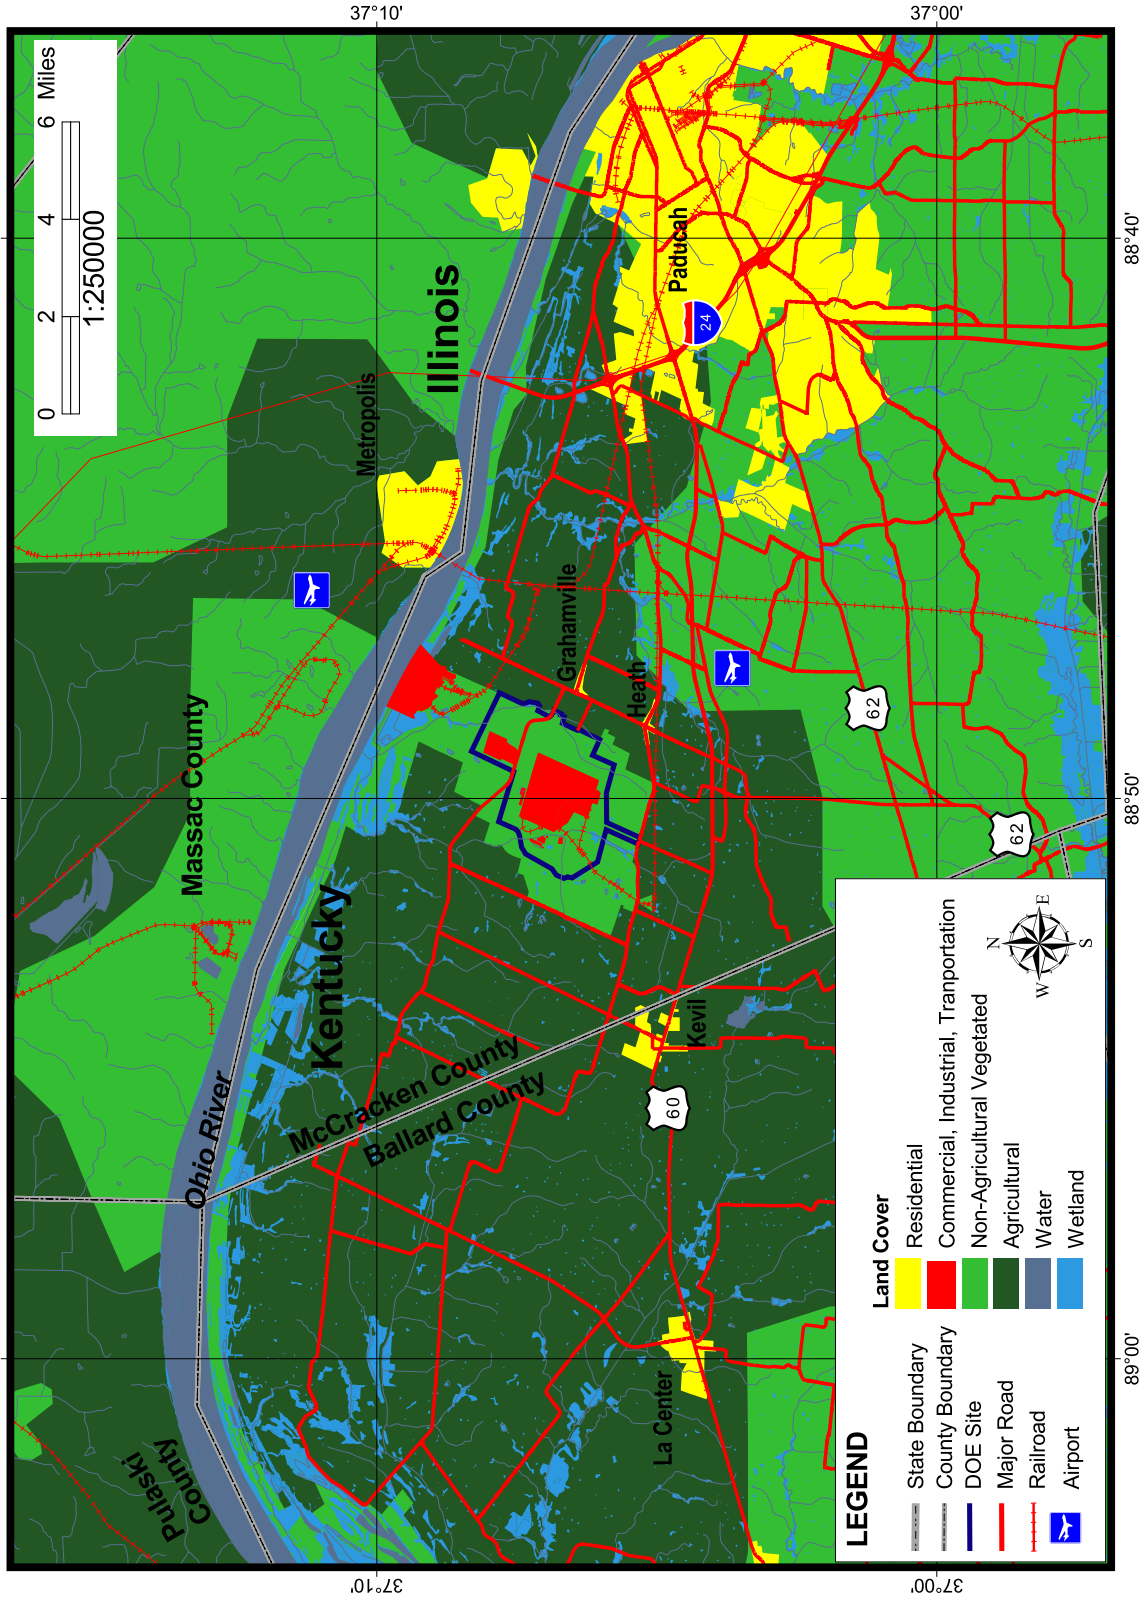 37°10'
37°00'
0 2 4 6 Miles
1:250000
88°40'
88°50'
89°00'
37°10'
37°00'
Illinois
Metropolis
Paducah
24
Massac County
Grahamville
Heath
62
62
Kentucky
Ohio River
McCracken County
Ballard County
Kevil
60
La Center
Pulaski
County
LEGEND
State Boundary
County Boundary
DOE Site
Major Road
Railroad
Airport
Land Cover
Residential
Commercial, Industrial, Tranportation
Non-Agricultural Vegetated
Agricultural
Water
Wetland
N
W
E
S